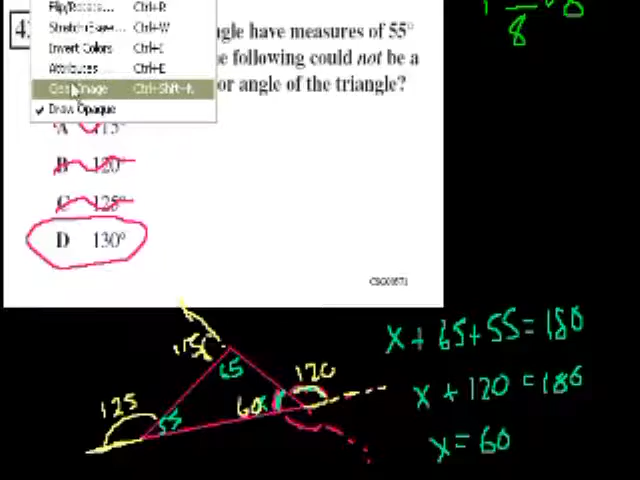 Flip/Rotate... Ctrl+R
Stretch/Skew... Ctrl+W
Invert Colors Ctrl+I
Attributes... Ctrl+E
Clear Image Ctrl+Shft+N
Draw Opaque
ngle have measures of 55°
e following could not be a
or angle of the triangle?
A 115°
B 120°
C 125°
D 130°
8
115
65
120
60
125
55
x + 65 + 55 = 180
x + 120 = 180
x = 60